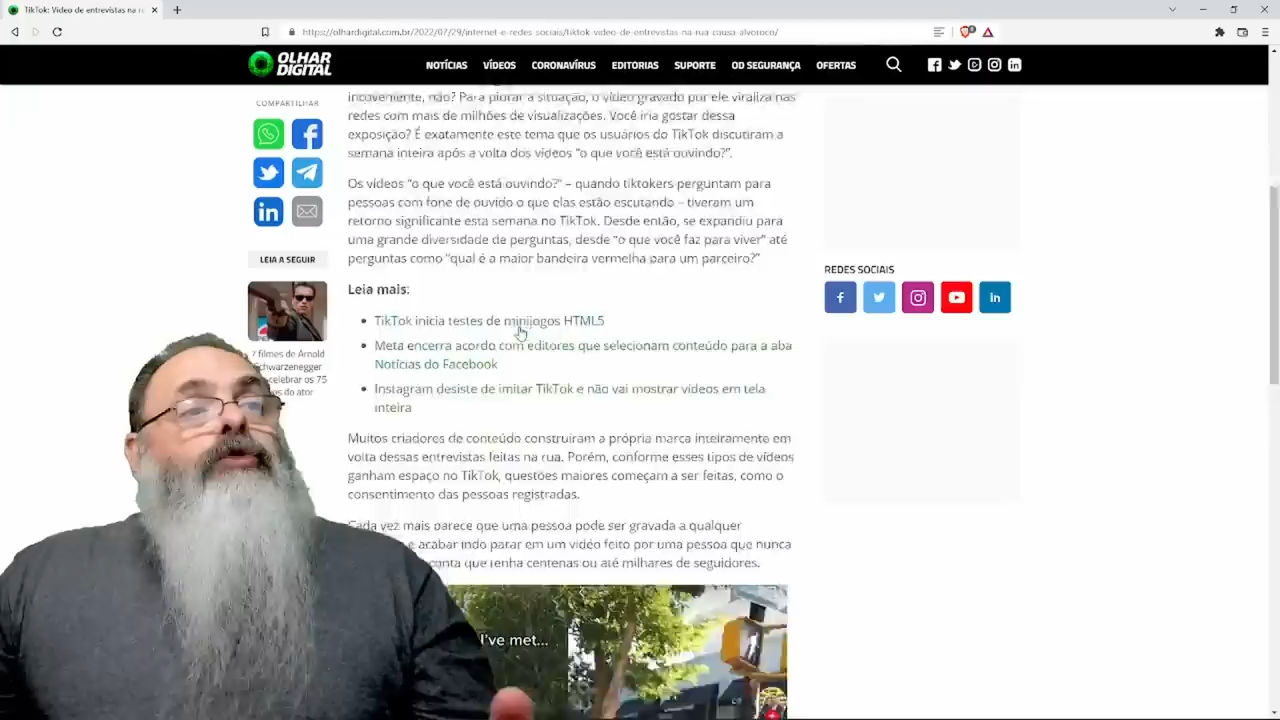 TikTok: Vídeo de entrevistas na r
https://olhardigital.com.br/2022/07/29/internet-e-redes-sociais/tiktok-video-de-entrevistas-na-rua-causa-alvoroco/
OLHAR
DIGITAL
NOTÍCIAS
VÍDEOS
CORONAVÍRUS
EDITORIAS
SUPORTE
OD SEGURANÇA
OFERTAS
COMPARTILHAR
LEIA A SEGUIR
7 filmes de Arnold
Schwarzenegger
celebrar os 75
do ator
inconveniente, não? Para piorar a situação, o vídeo gravado por ele viraliza nas
redes com mais de milhões de visualizações. Você iria gostar dessa
exposição? É exatamente este tema que os usuários do TikTok discutiram a
semana inteira após a volta dos vídeos “o que você está ouvindo?”.
Os vídeos “o que você está ouvindo?” – quando tiktokers perguntam para
pessoas com fone de ouvido o que elas estão escutando – tiveram um
retorno significante esta semana no TikTok. Desde então, se expandiu para
uma grande diversidade de perguntas, desde “o que você faz para viver” até
perguntas como “qual é a maior bandeira vermelha para um parceiro?”
Leia mais:
TikTok inicia testes de minijogos HTML5
Meta encerra acordo com editores que selecionam conteúdo para a aba
Notícias do Facebook
Instagram desiste de imitar TikTok e não vai mostrar vídeos em tela
inteira
Muitos criadores de conteúdo construíram a própria marca inteiramente em
volta dessas entrevistas feitas na rua. Porém, conforme esses tipos de vídeos
ganham espaço no TikTok, questões maiores começam a ser feitas, como o
consentimento das pessoas registradas.
Cada vez mais parece que uma pessoa pode ser gravada a qualquer
e acabar indo parar em um vídeo feito por uma pessoa que nunca
conta que tenha centenas ou até milhares de seguidores.
I've met...
REDES SOCIAIS